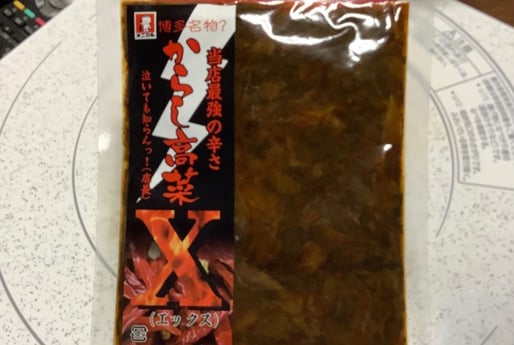 博多名物?
当店最強の辛さ
からし高菜
泣いても知らんっ!(店長)
X
(エックス)